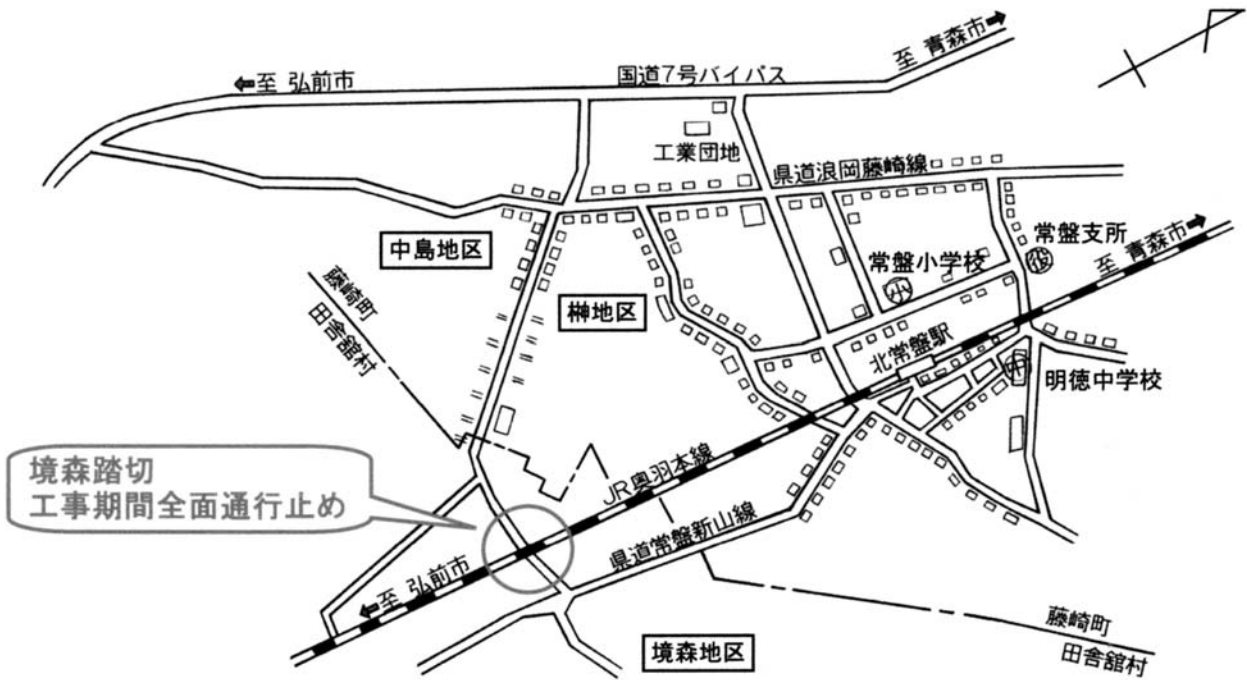 至 青森市
至 弘前市
国道7号バイパス
工業団地
県道浪岡藤崎線
中島地区
常盤支所
役
至 青森市
常盤小学校
小
藤崎町
田舎舘村
榊地区
北常盤駅
中
明徳中学校
境森踏切
工事期間全面通行止め
JR奥羽本線
県道常盤新山線
至 弘前市
藤崎町
田舎舘村
境森地区